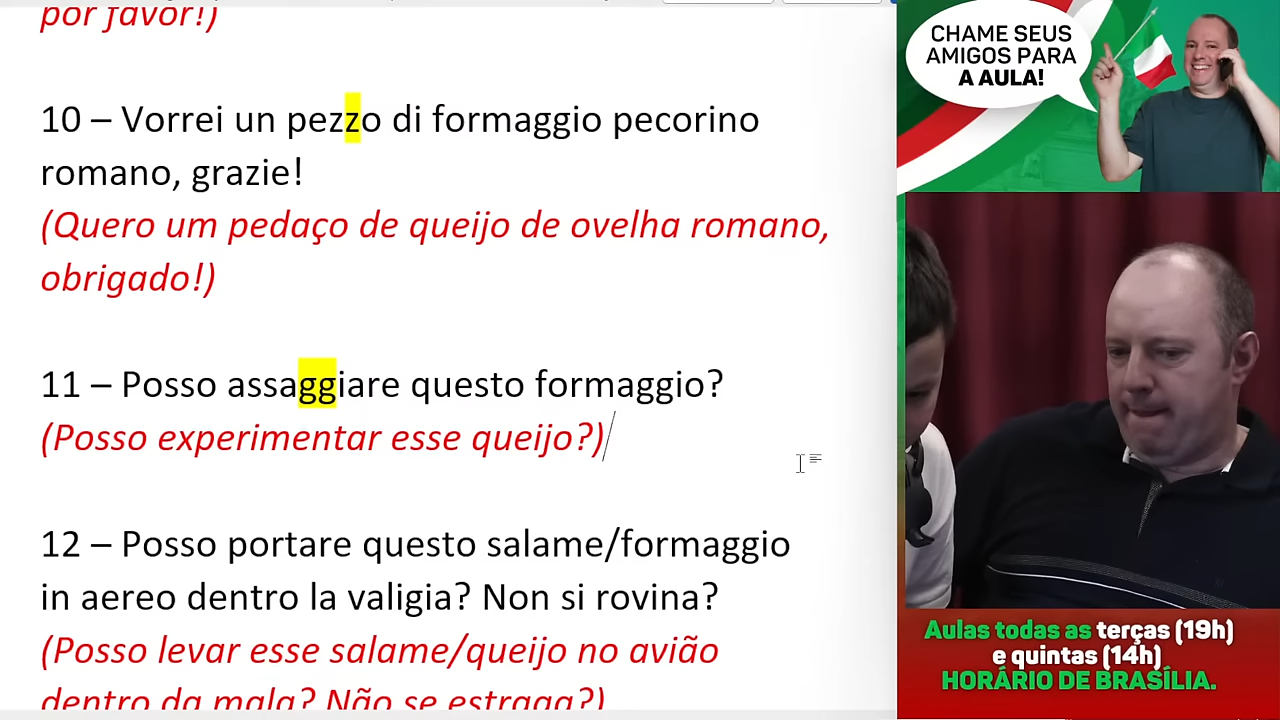 por favor!)
10 – Vorrei un pezzo di formaggio pecorino
romano, grazie!
(Quero um pedaço de queijo de ovelha romano,
obrigado!)
11 – Posso assaggiare questo formaggio?
(Posso experimentar esse queijo?)
12 – Posso portare questo salame/formaggio
in aereo dentro la valigia? Non si rovina?
(Posso levar esse salame/queijo no avião
dentro da mala? Não se estraga?)
CHAME SEUS
AMIGOS PARA
A AULA!
Aulas todas as terças (19h)
e quintas (14h)
HORÁRIO DE BRASÍLIA.